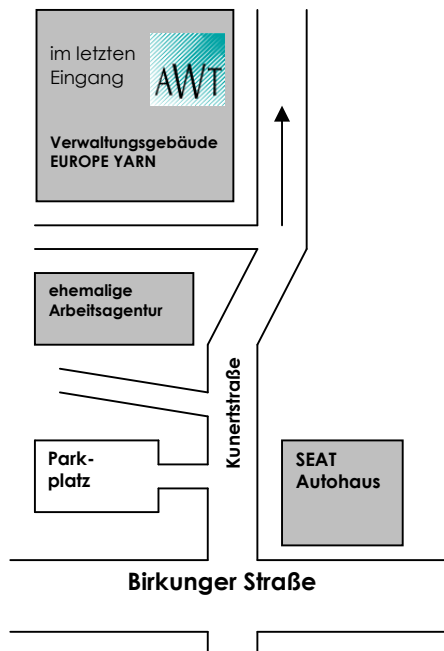 im letzten
Eingang
AWT
Verwaltungsgebäude
EUROPE YARN
ehemalige
Arbeitsagentur
Kunertstraße
Park-
platz
SEAT
Autohaus
Birkunger Straße